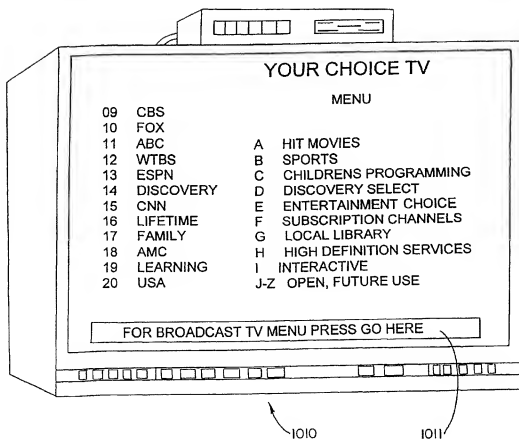 YOUR CHOICE TV
MENU
09 CBS
10 FOX
11 ABC
12 WTBS
13 ESPN
14 DISCOVERY
15 CNN
16 LIFETIME
17 FAMILY
18 AMC
19 LEARNING
20 USA
A HIT MOVIES
B SPORTS
C CHILDRENS PROGRAMMING
D DISCOVERY SELECT
E ENTERTAINMENT CHOICE
F SUBSCRIPTION CHANNELS
G LOCAL LIBRARY
H HIGH DEFINITION SERVICES
I INTERACTIVE
J-Z OPEN, FUTURE USE
FOR BROADCAST TV MENU PRESS GO HERE
1010
1011